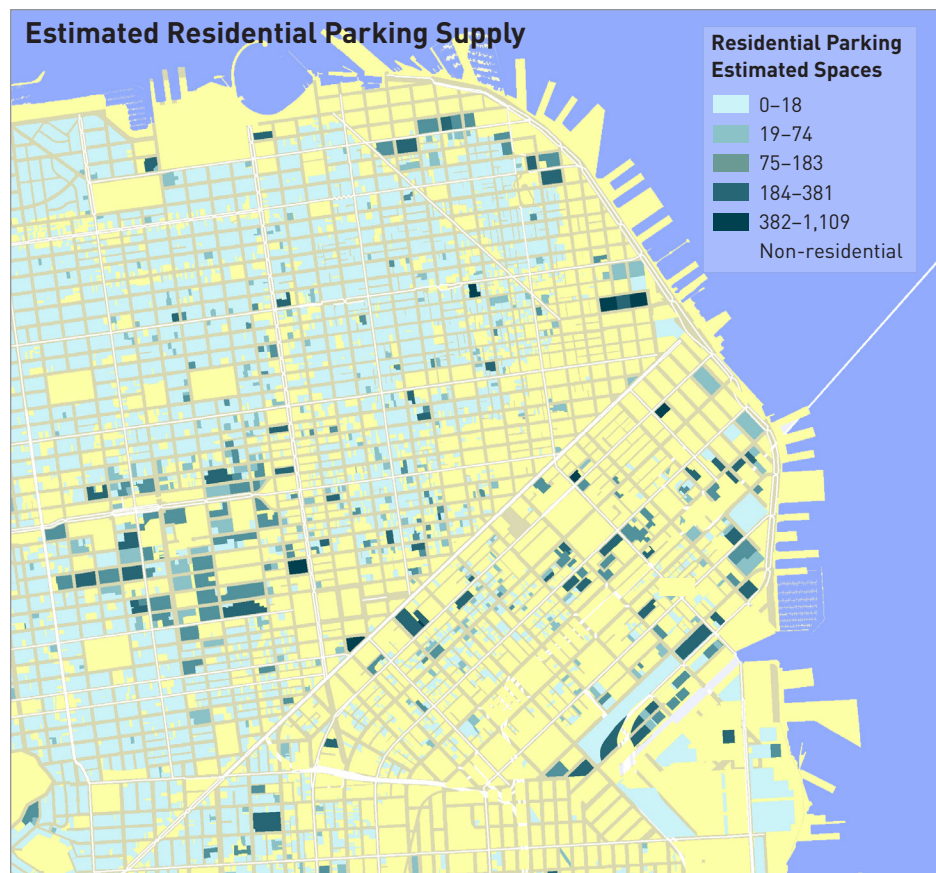 Estimated Residential Parking Supply
Residential Parking
Estimated Spaces
0–18
19–74
75–183
184–381
382–1,109
Non-residential